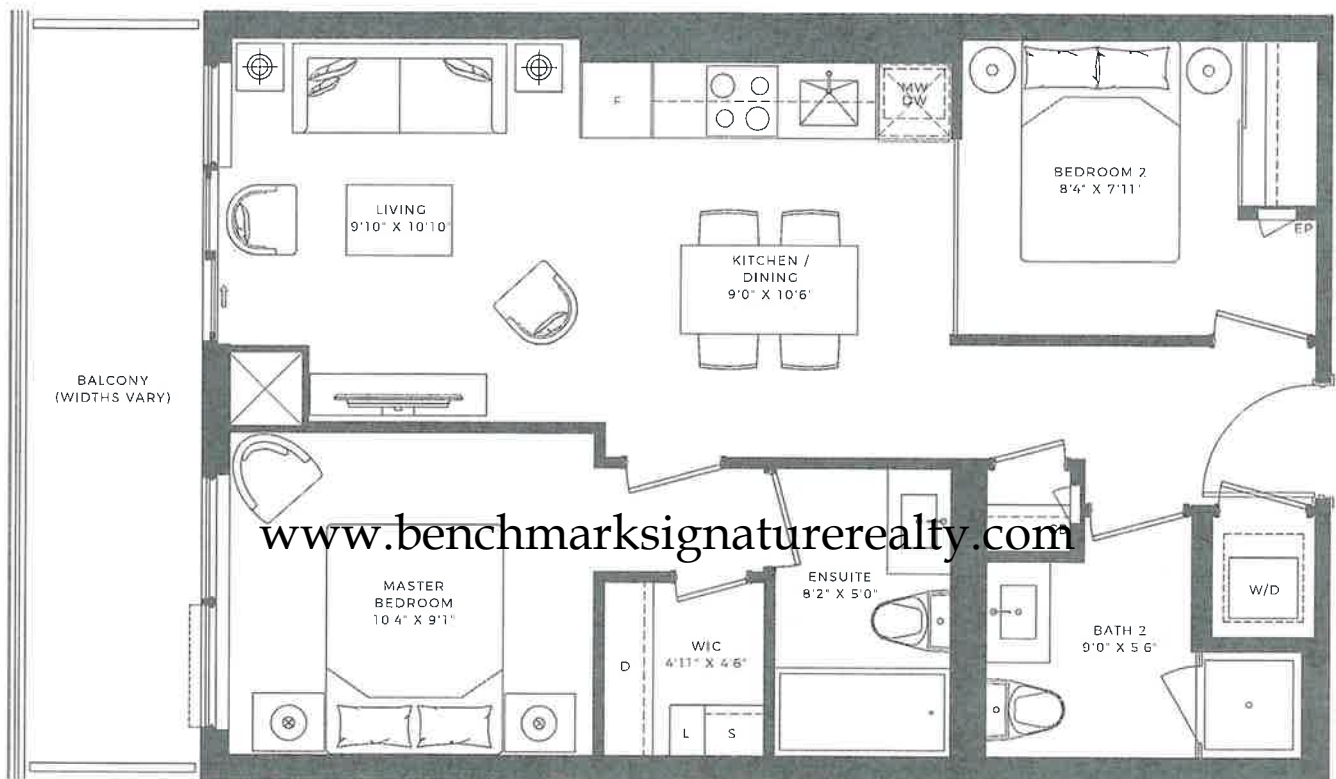 F
MW
DW
BEDROOM 2
8'4" X 7'11'
EP
LIVING
9'10" X 10'10"
KITCHEN /
DINING
9'0" X 10'6"
BALCONY
(WIDTHS VARY)
www.benchmarksignaturerealty.com
MASTER
BEDROOM
10'4" X 9'1"
ENSUITE
8'2" X 5'0"
W/D
WIC
4'11" X 4'6"
D
BATH 2
9'0" X 5'6"
L
S